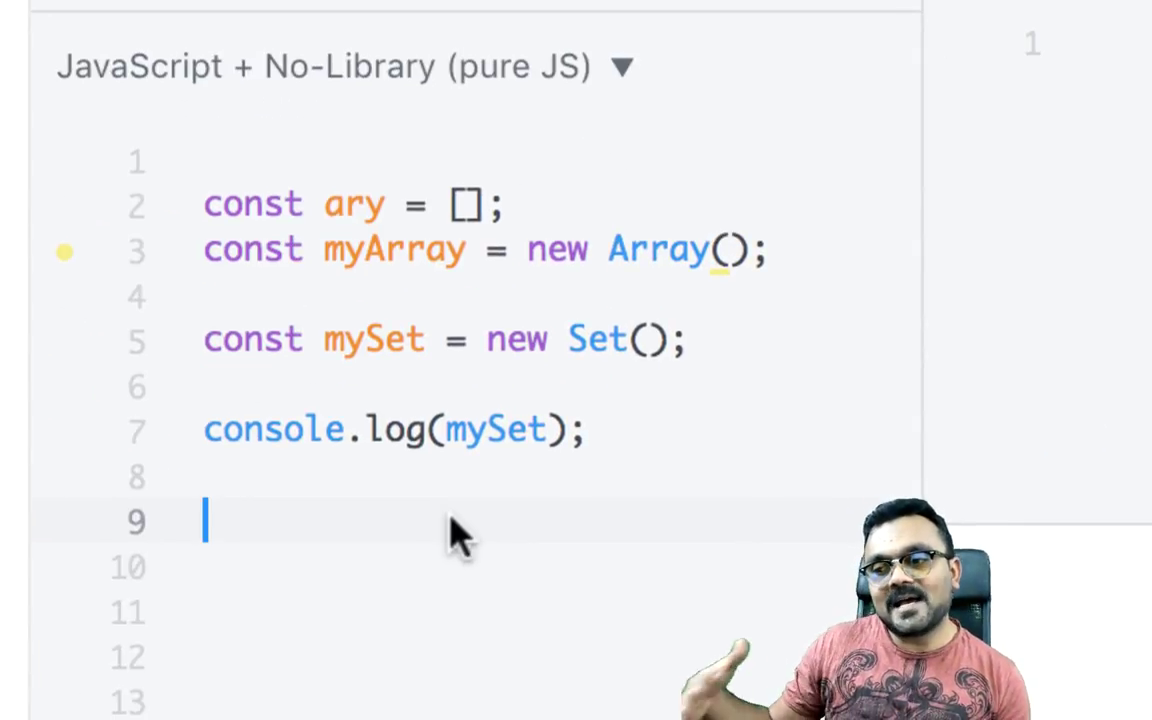 JavaScript + No-Library (pure JS) ▼
1
1
2 const ary = [];
3 const myArray = new Array();
4
5 const mySet = new Set();
6
7 console.log(mySet);
8
9
10
11
12
13